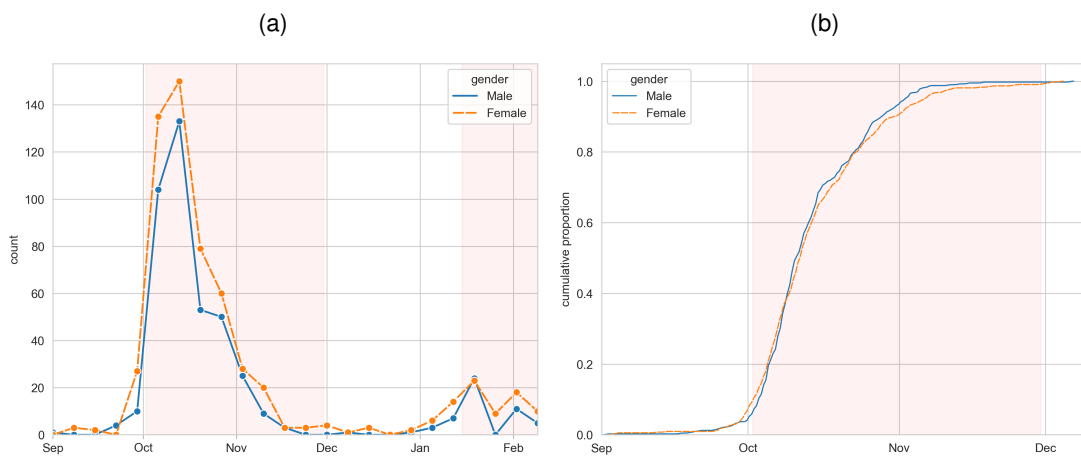 (a)
(b)
gender
Male
Female
count
140
120
100
80
60
40
20
0
Sep
Oct
Nov
Dec
Jan
Feb
gender
Male
Female
cumulative proportion
1.0
0.8
0.6
0.4
0.2
0.0
Sep
Oct
Nov
Dec